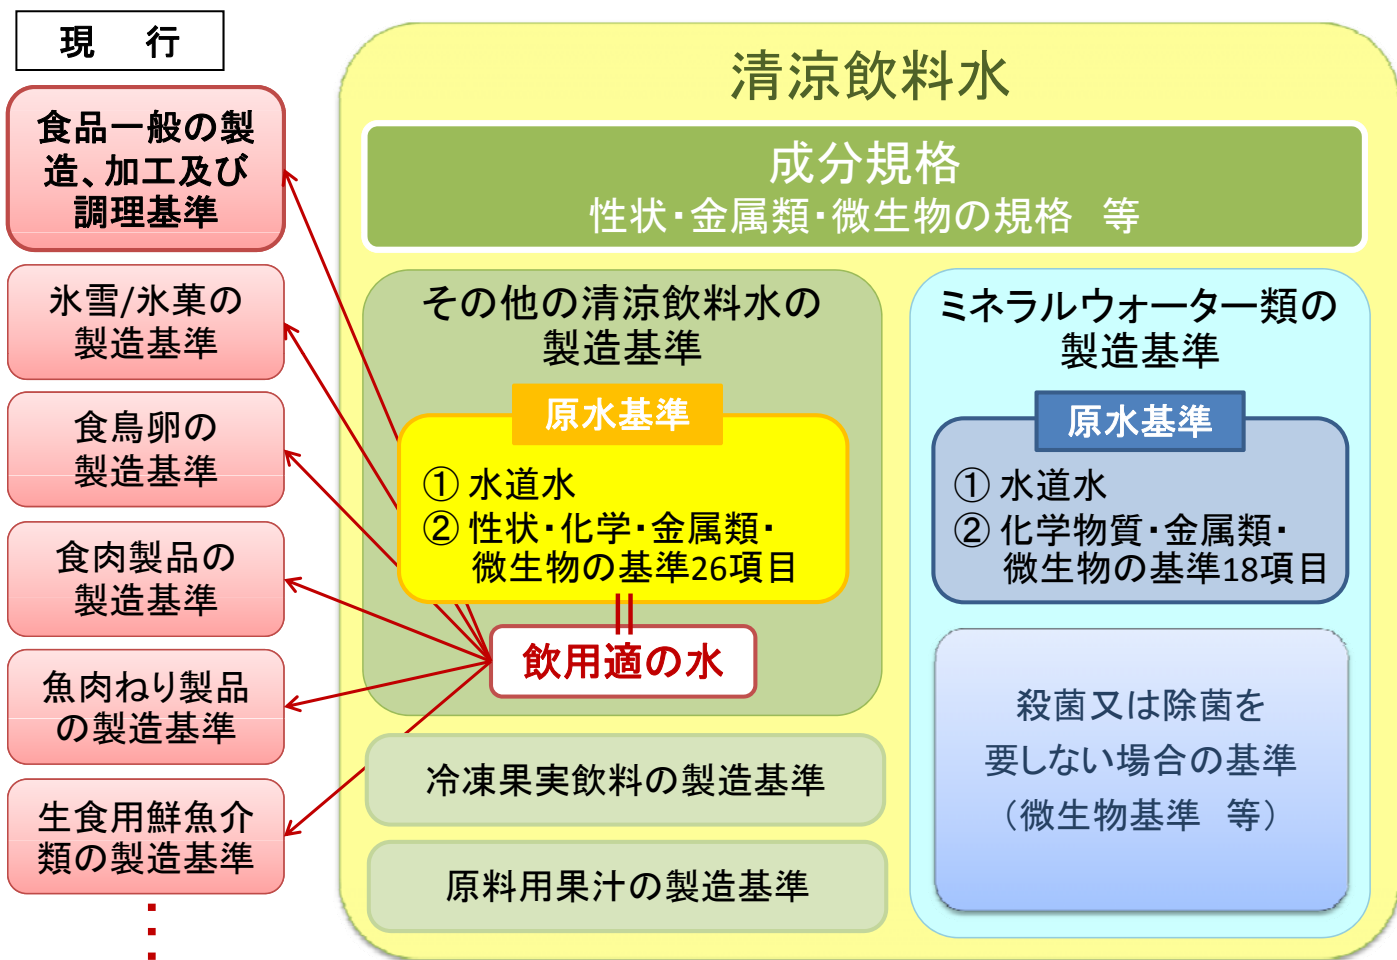 現　行
食品一般の製
造、加工及び
調理基準
氷雪/氷菓の
製造基準
食鳥卵の
製造基準
食肉製品の
製造基準
魚肉ねり製品
の製造基準
生食用鮮魚介
類の製造基準
清涼飲料水
成分規格
性状・金属類・微生物の規格　等
その他の清涼飲料水の
製造基準
原水基準
① 水道水
② 性状・化学・金属類・
微生物の基準26項目
飲用適の水
冷凍果実飲料の製造基準
原料用果汁の製造基準
ミネラルウォーター類の
製造基準
原水基準
① 水道水
② 化学物質・金属類・
微生物の基準18項目
殺菌又は除菌を
要しない場合の基準
（微生物基準　等）